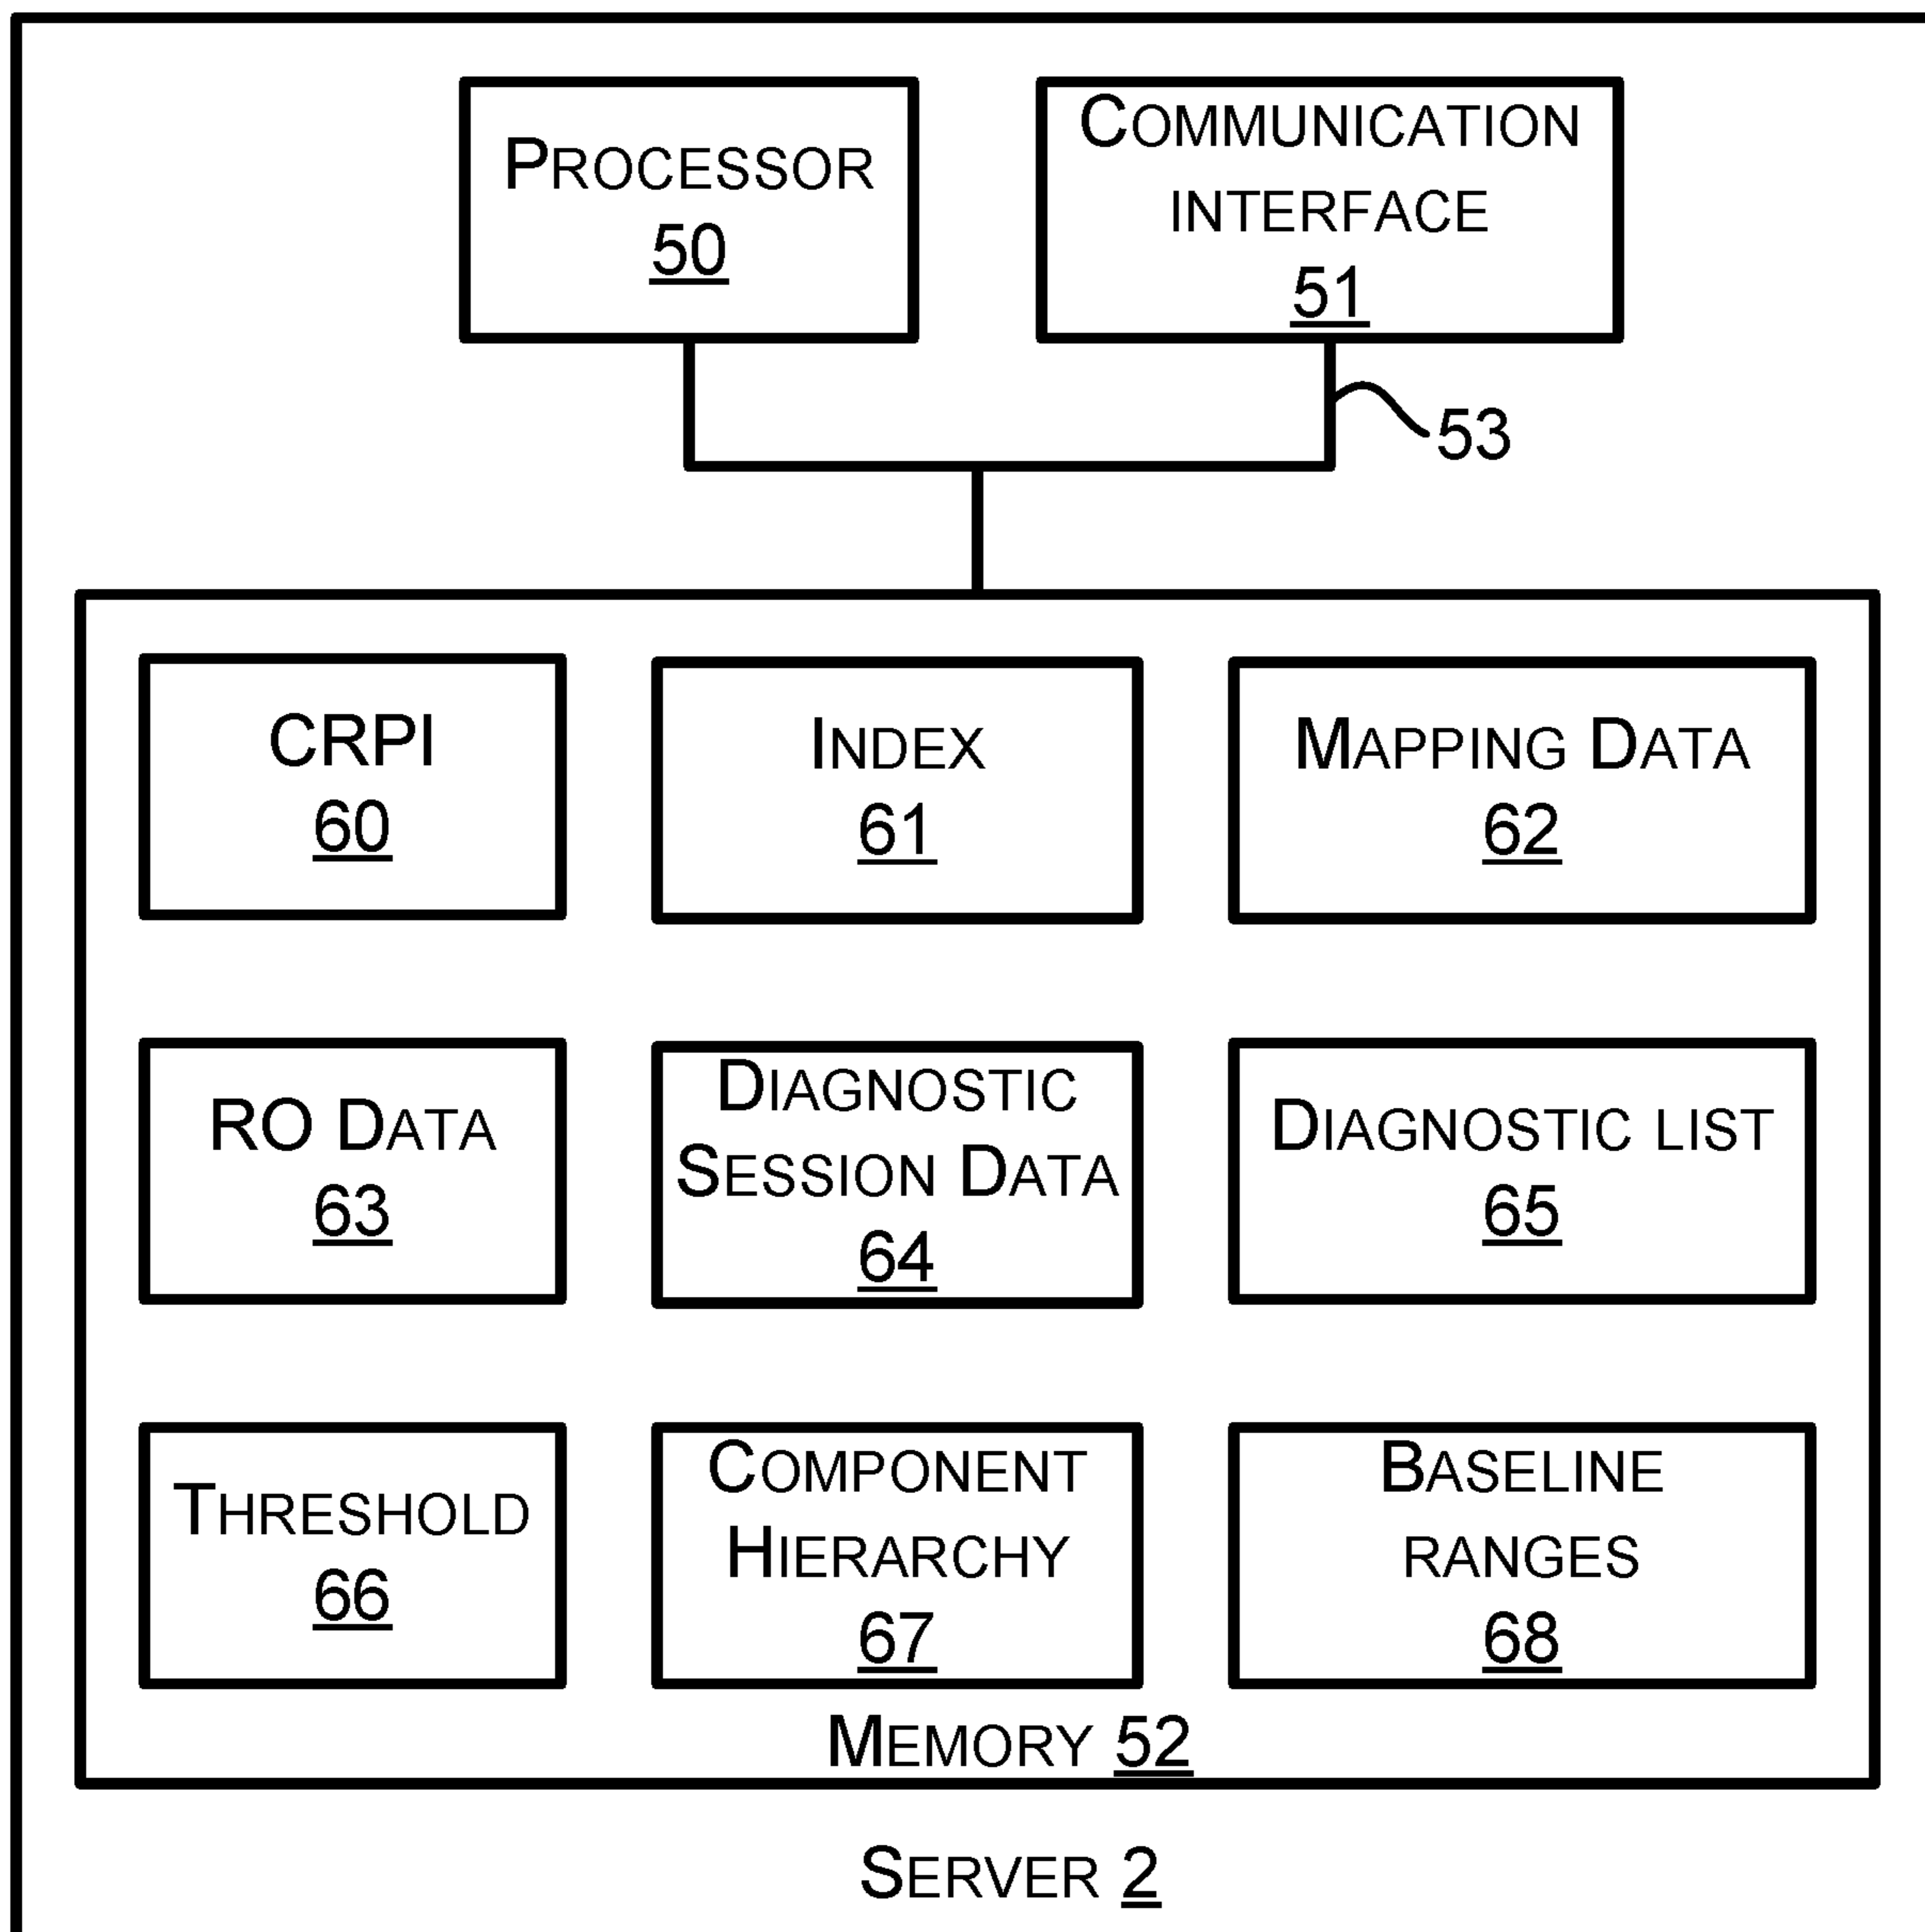 PROCESSOR
50
COMMUNICATION
INTERFACE
51
53
CRPI
60
INDEX
61
MAPPING DATA
62
RO DATA
63
DIAGNOSTIC
SESSION DATA
64
DIAGNOSTIC LIST
65
THRESHOLD
66
COMPONENT
HIERARCHY
67
BASELINE
RANGES
68
MEMORY 52
SERVER 2